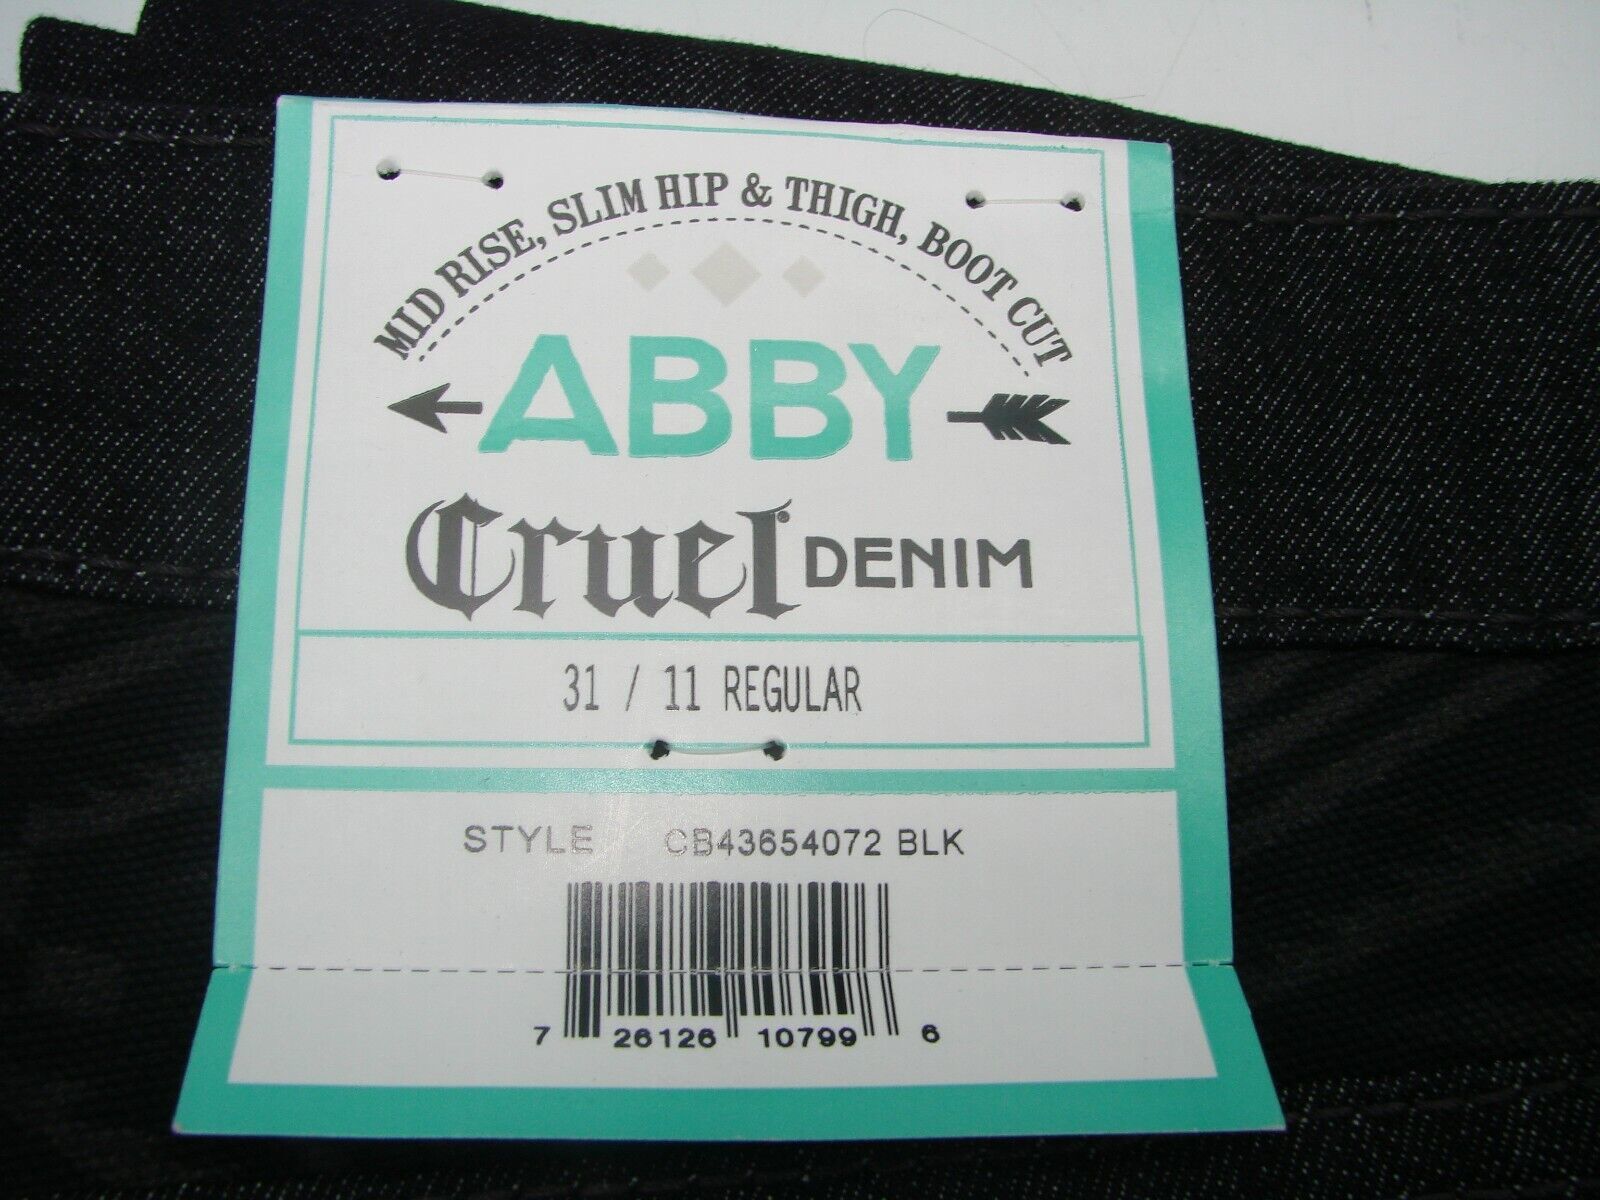 MID RISE, SLIM HIP & THIGH, BOOT CUT
ABBY
Cruel® DENIM
31 / 11 REGULAR
STYLE CB43654072 BLK
7 26126 10799 6